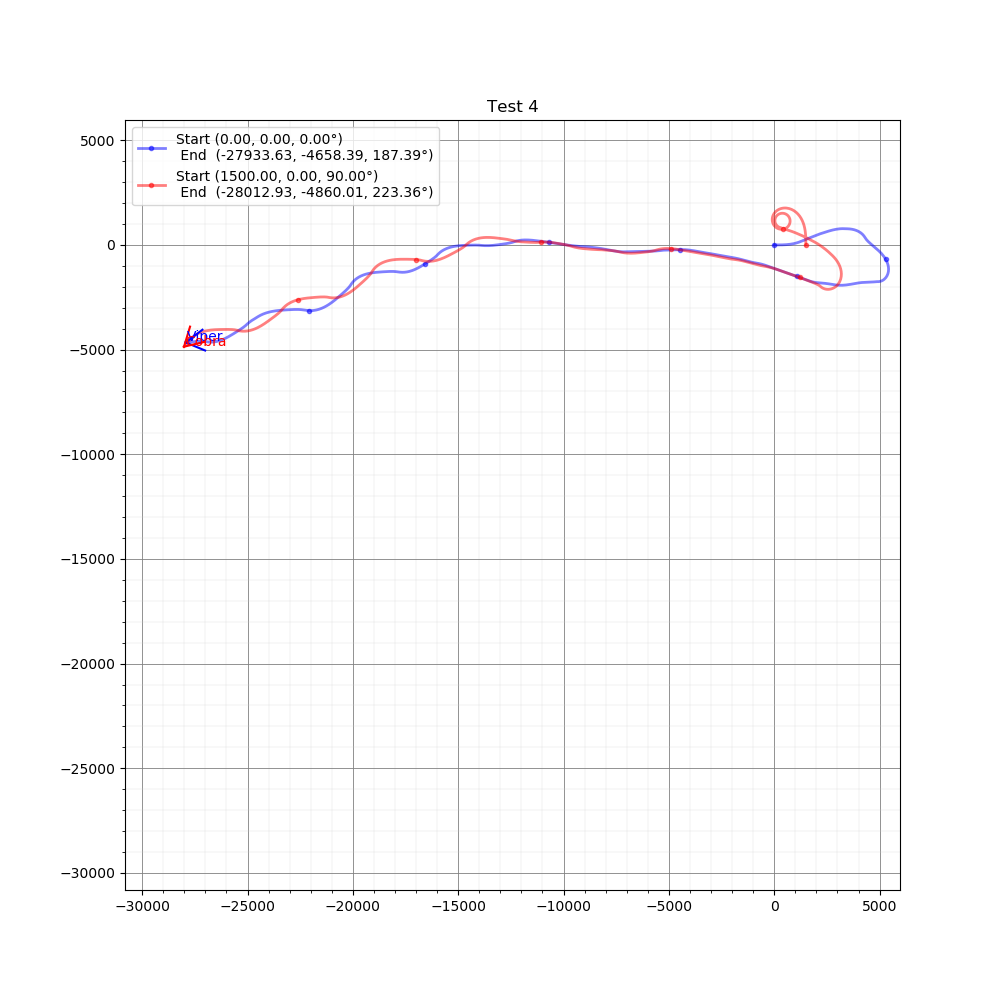 Test 4
Start (0.00, 0.00, 0.00°)
End (-27933.63, -4658.39, 187.39°)
Start (1500.00, 0.00, 90.00°)
End (-28012.93, -4860.01, 223.36°)
5000
0
−5000
−10000
−15000
−20000
−25000
−30000
Viper
−30000 −25000 −20000 −15000 −10000 −5000 0 5000